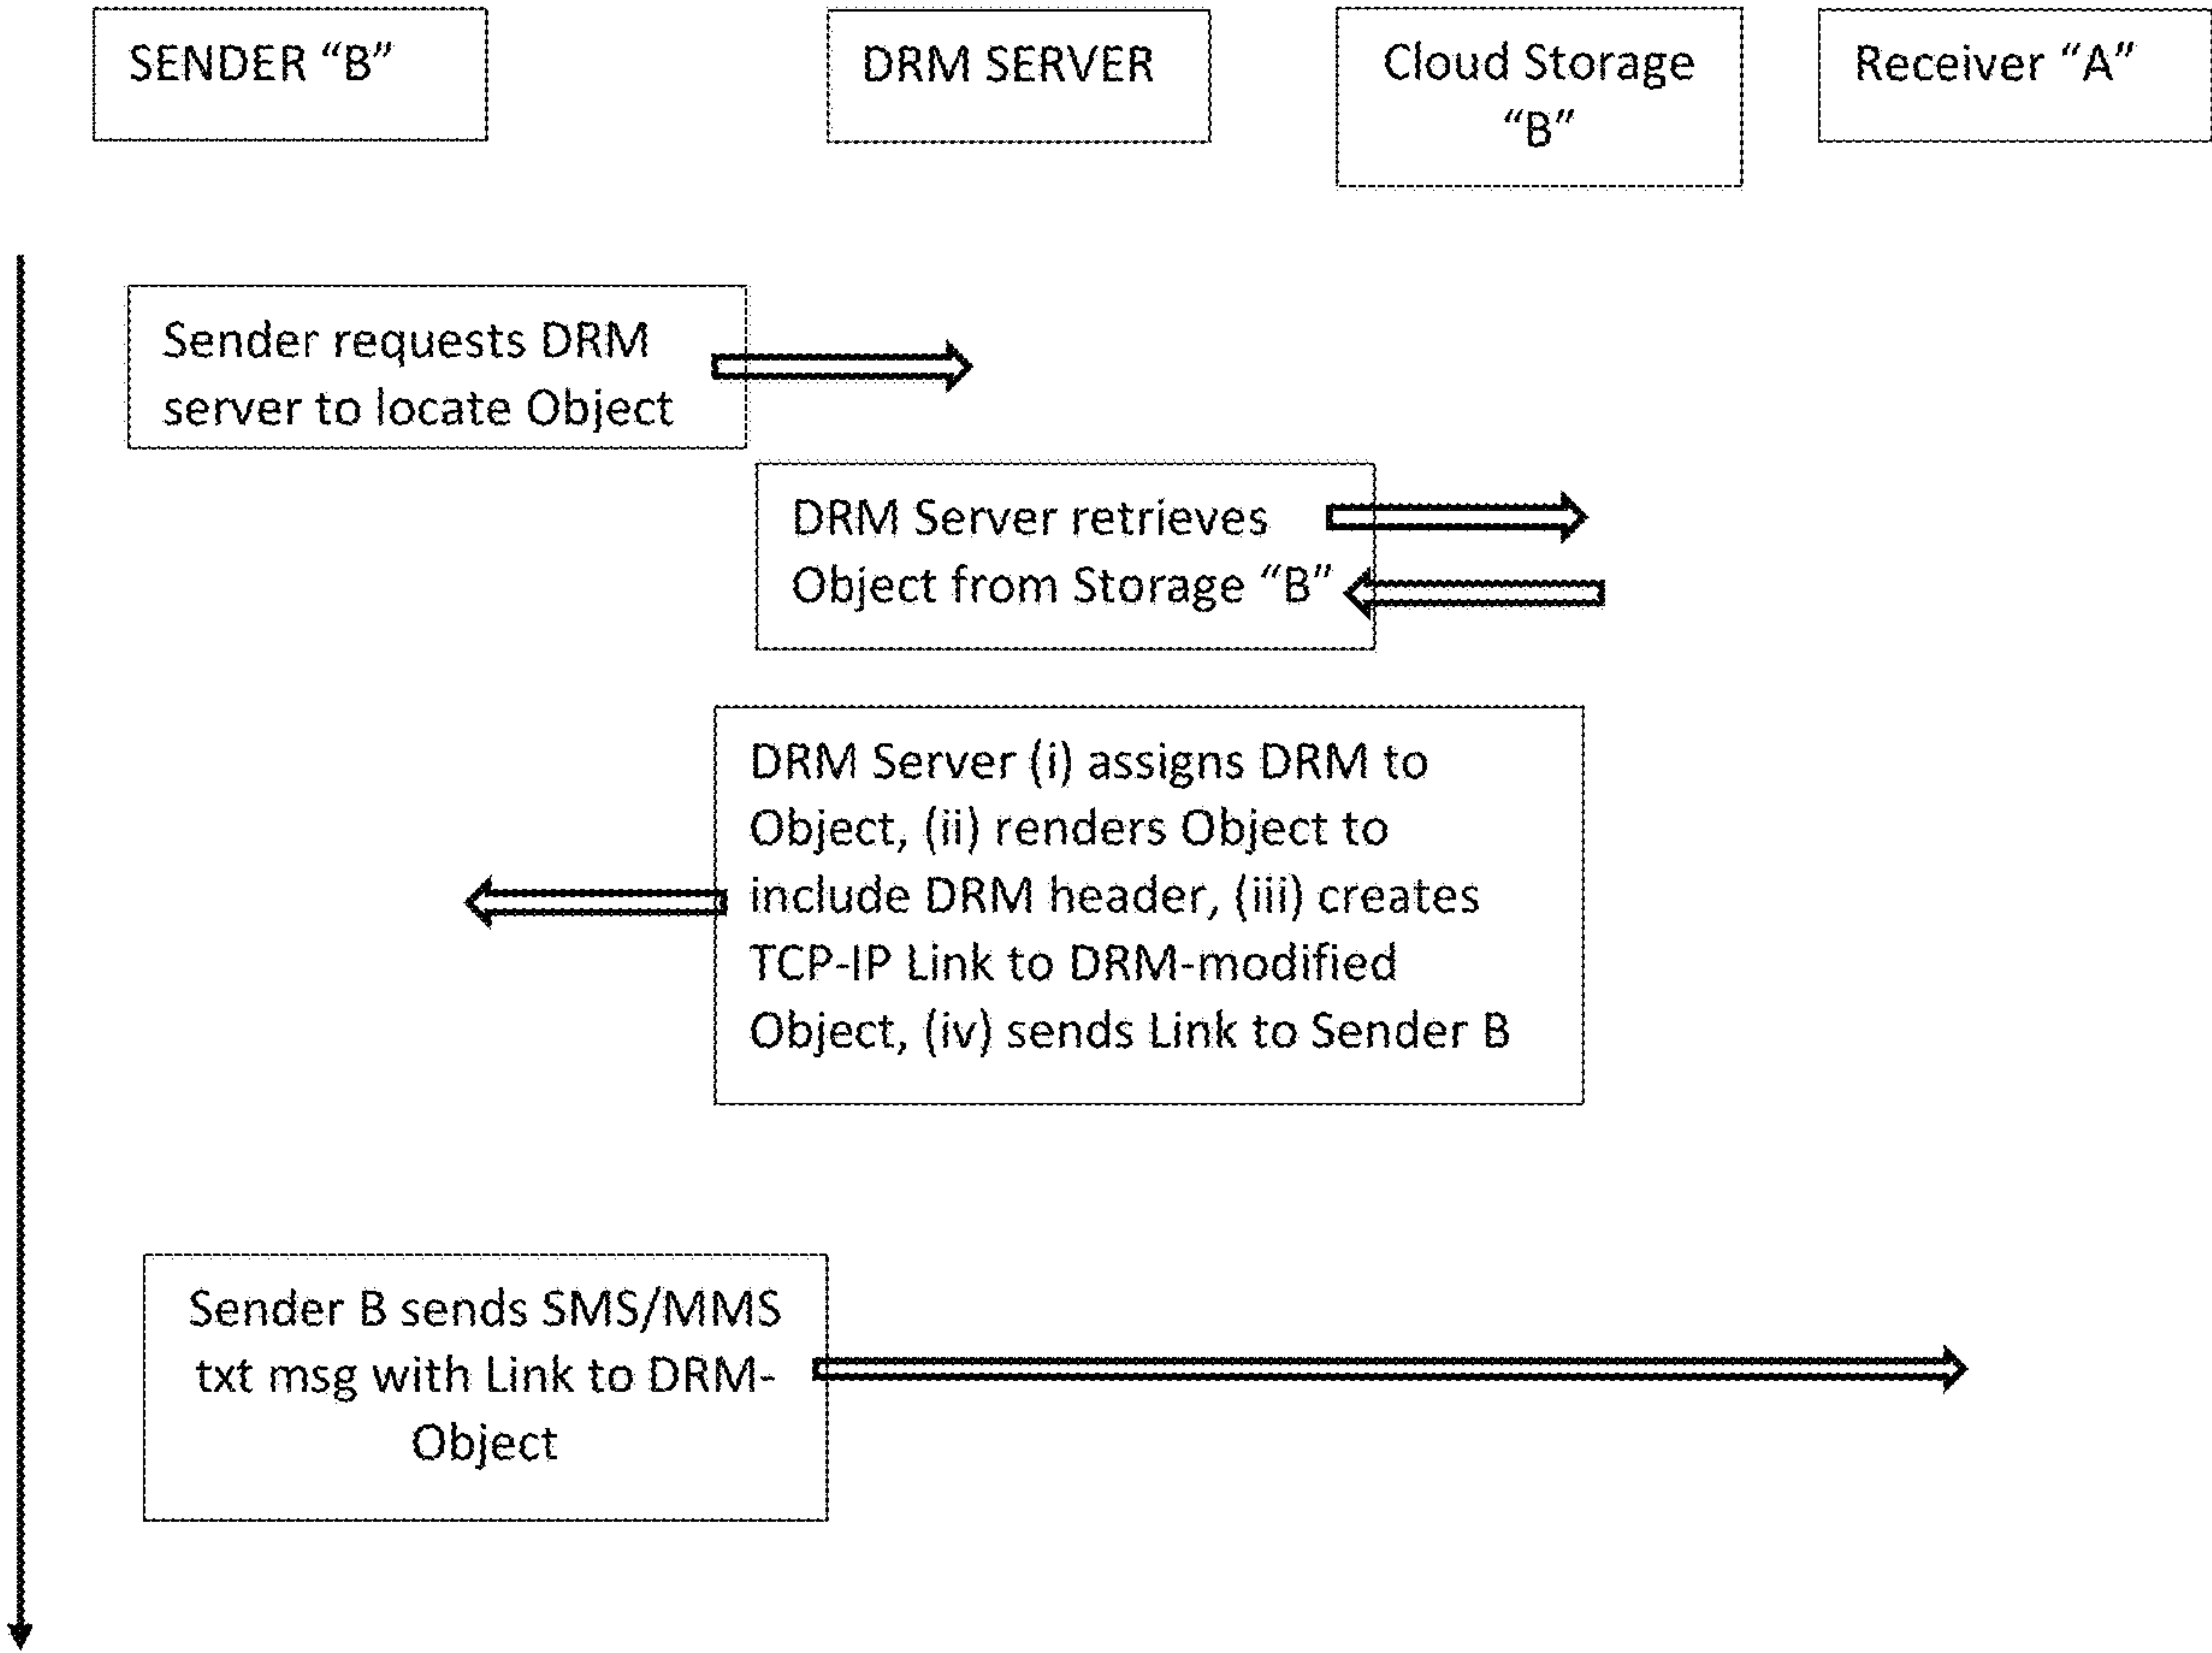 SENDER “B”
DRM SERVER
Cloud Storage
“B”
Receiver “A”
Sender requests DRM
server to locate Object
DRM Server retrieves
Object from Storage “B”
DRM Server (i) assigns DRM to
Object, (ii) renders Object to
include DRM header, (iii) creates
TCP-IP Link to DRM-modified
Object, (iv) sends Link to Sender B
Sender B sends SMS/MMS
txt msg with Link to DRM-
Object